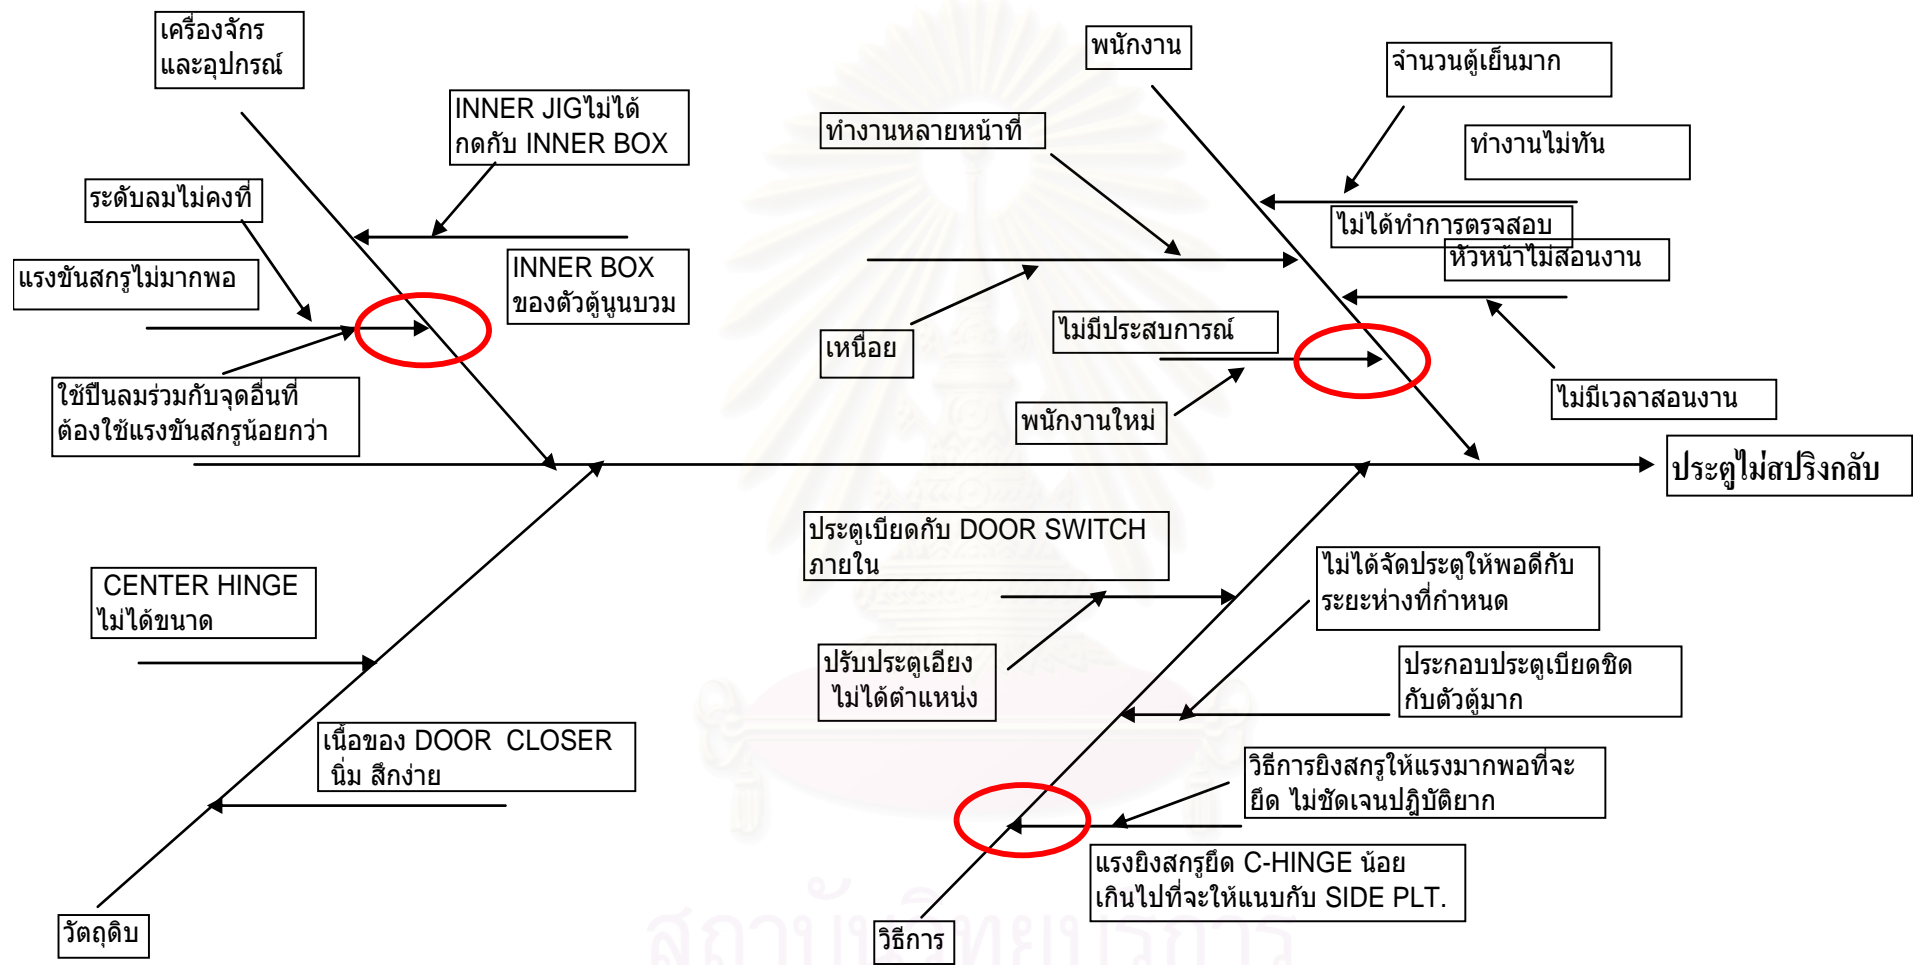 เครื่องจักร
และอุปกรณ์
INNER JIGไม่ได้
กดกับ INNER BOX
ระดับลมไม่คงที่
แรงขันสกรูไม่มากพอ
INNER BOX
ของตัวตู้นูนบวม
ใช้ปืนลมร่วมกับจุดอื่นที่
ต้องใช้แรงขันสกรูน้อยกว่า
พนักงาน
จำนวนตู้เย็นมาก
ทำงานหลายหน้าที่
ทำงานไม่ทัน
ไม่ได้ทำการตรจสอบ
หัวหน้าไม่สอนงาน
เหนื่อย
ไม่มีประสบการณ์
พนักงานใหม่
ไม่มีเวลาสอนงาน
ประตูไม่สปริงกลับ
CENTER HINGE
ไม่ได้ขนาด
เนื้อของ DOOR CLOSER
นิ่ม สึกง่าย
วัตถุดิบ
ประตูเบียดกับ DOOR SWITCH
ภายใน
ไม่ได้จัดประตูให้พอดีกับ
ระยะห่างที่กำหนด
ปรับประตูเอียง
ไม่ได้ตำแหน่ง
ประกอบประตูเบียดชิด
กับตัวตู้มาก
วิธีการยิงสกรูให้แรงมากพอที่จะ
ยึด ไม่ชัดเจนปฎิบัติยาก
แรงยิงสกรูยึด C-HINGE น้อย
เกินไปที่จะให้แนบกับ SIDE PLT.
วิธีการ
สถาบันวิทยบริการ